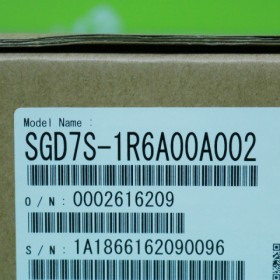 Model Name :
SGD7S-1R6A00A002
O/N: 0002616209
S/N: 1A1866162090096